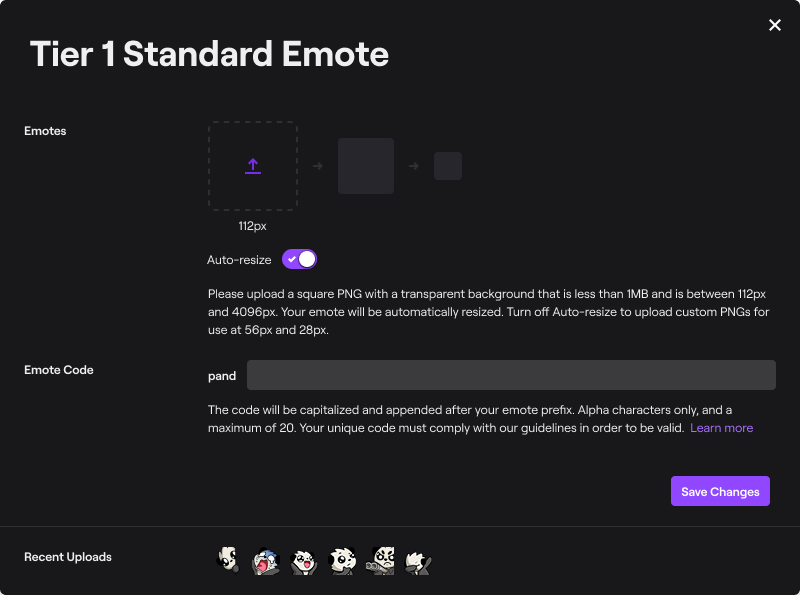 Tier 1 Standard Emote
Emotes
112px
Auto-resize
Please upload a square PNG with a transparent background that is less than 1MB and is between 112px
and 4096px. Your emote will be automatically resized. Turn off Auto-resize to upload custom PNGs for
use at 56px and 28px.
Emote Code
pand
The code will be capitalized and appended after your emote prefix. Alpha characters only, and a
maximum of 20. Your unique code must comply with our guidelines in order to be valid. Learn more
Save Changes
Recent Uploads